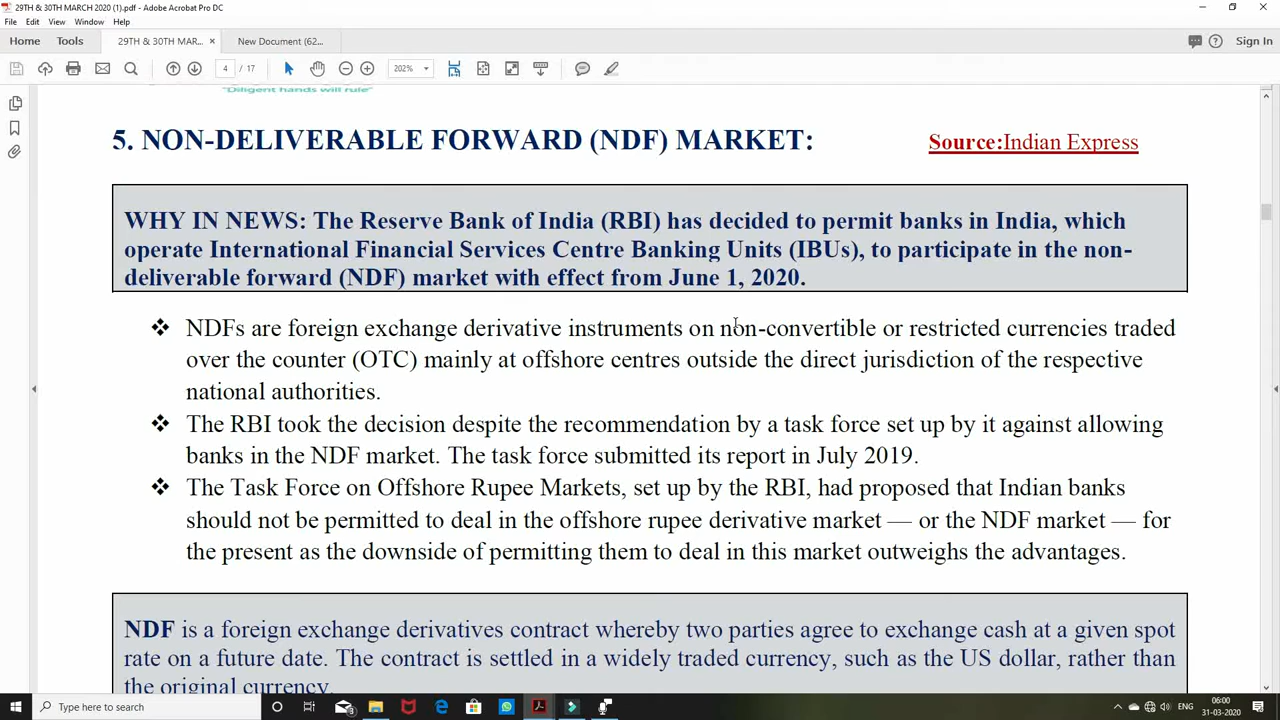 29TH & 30TH MARCH 2020 (1).pdf - Adobe Acrobat Pro DC
File Edit View Window Help
Home Tools 29TH & 30TH MAR... × New Document (62... Sign In
4 / 17 202%
"Diligent hands will rule"
5. NON-DELIVERABLE FORWARD (NDF) MARKET: Source:Indian Express
WHY IN NEWS: The Reserve Bank of India (RBI) has decided to permit banks in India, which
operate International Financial Services Centre Banking Units (IBUs), to participate in the non-
deliverable forward (NDF) market with effect from June 1, 2020.
❖ NDFs are foreign exchange derivative instruments on non-convertible or restricted currencies traded
over the counter (OTC) mainly at offshore centres outside the direct jurisdiction of the respective
national authorities.
❖ The RBI took the decision despite the recommendation by a task force set up by it against allowing
banks in the NDF market. The task force submitted its report in July 2019.
❖ The Task Force on Offshore Rupee Markets, set up by the RBI, had proposed that Indian banks
should not be permitted to deal in the offshore rupee derivative market — or the NDF market — for
the present as the downside of permitting them to deal in this market outweighs the advantages.
NDF is a foreign exchange derivatives contract whereby two parties agree to exchange cash at a given spot
rate on a future date. The contract is settled in a widely traded currency, such as the US dollar, rather than
the original currency.
Type here to search
ENG
06:00
31-03-2020